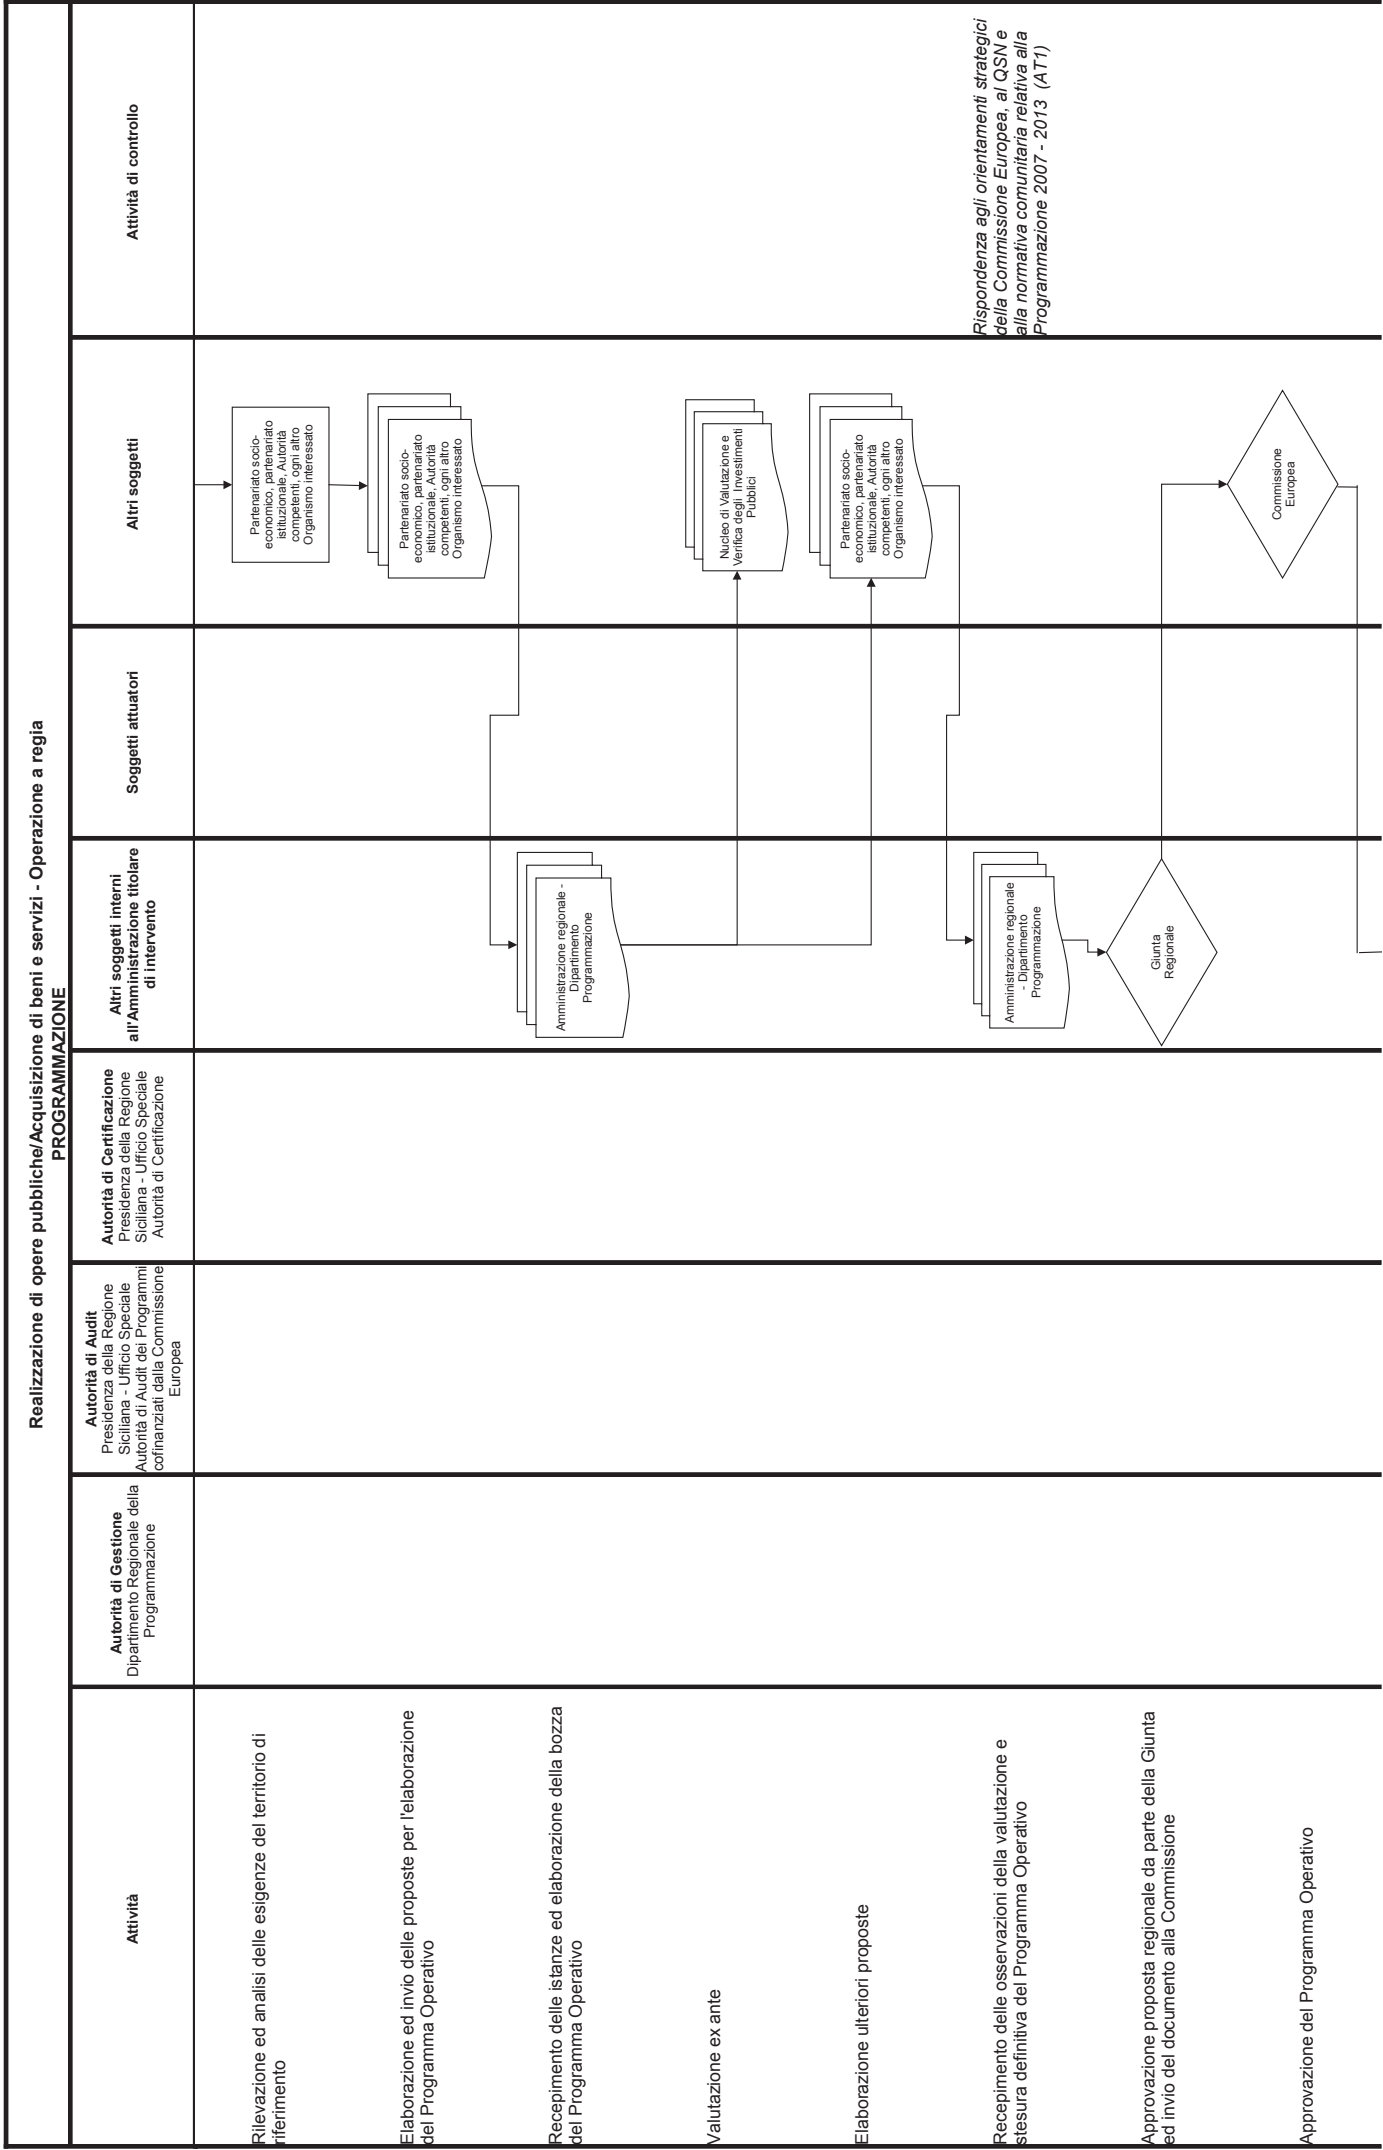 Realizzazione di opere pubbliche/Acquisizione di beni e servizi - Operazione a regia
PROGRAMMAZIONE
Attività
Autorità di Gestione
Dipartimento Regionale della
Programmazione
Autorità di Audit
Presidenza della Regione
Siciliana - Ufficio Speciale
Autorità di Audit dei Programmi
cofinanziati dalla Commissione
Europea
Autorità di Certificazione
Presidenza della Regione
Siciliana - Ufficio Speciale
Autorità di Certificazione
Altri soggetti interni
all'Amministrazione titolare
di intervento
Soggetti attuatori
Altri soggetti
Attività di controllo
Rilevazione ed analisi delle esigenze del territorio di
riferimento
Partenariato socio-
economico, partenariato
istituzionale, Autorità
competenti, ogni altro
Organismo interessato
Elaborazione ed invio delle proposte per l'elaborazione
del Programma Operativo
Partenariato socio-
economico, partenariato
istituzionale, Autorità
competenti, ogni altro
Organismo interessato
Recepimento delle istanze ed elaborazione della bozza
del Programma Operativo
Amministrazione regionale -
Dipartimento
Programmazione
Valutazione ex ante
Nucleo di Valutazione e
Verifica degli Investimenti
Pubblici
Elaborazione ulteriori proposte
Partenariato socio-
economico, partenariato
istituzionale, Autorità
competenti, ogni altro
Organismo interessato
Recepimento delle osservazioni della valutazione e
stesura definitiva del Programma Operativo
Amministrazione regionale
- Dipartimento
Programmazione
Rispondenza agli orientamenti strategici
della Commissione Europea, al QSN e
alla normativa comunitaria relativa alla
Programmazione 2007 - 2013 (AT1)
Approvazione proposta regionale da parte della Giunta
ed invio del documento alla Commissione
Giunta
Regionale
Approvazione del Programma Operativo
Commissione
Europea